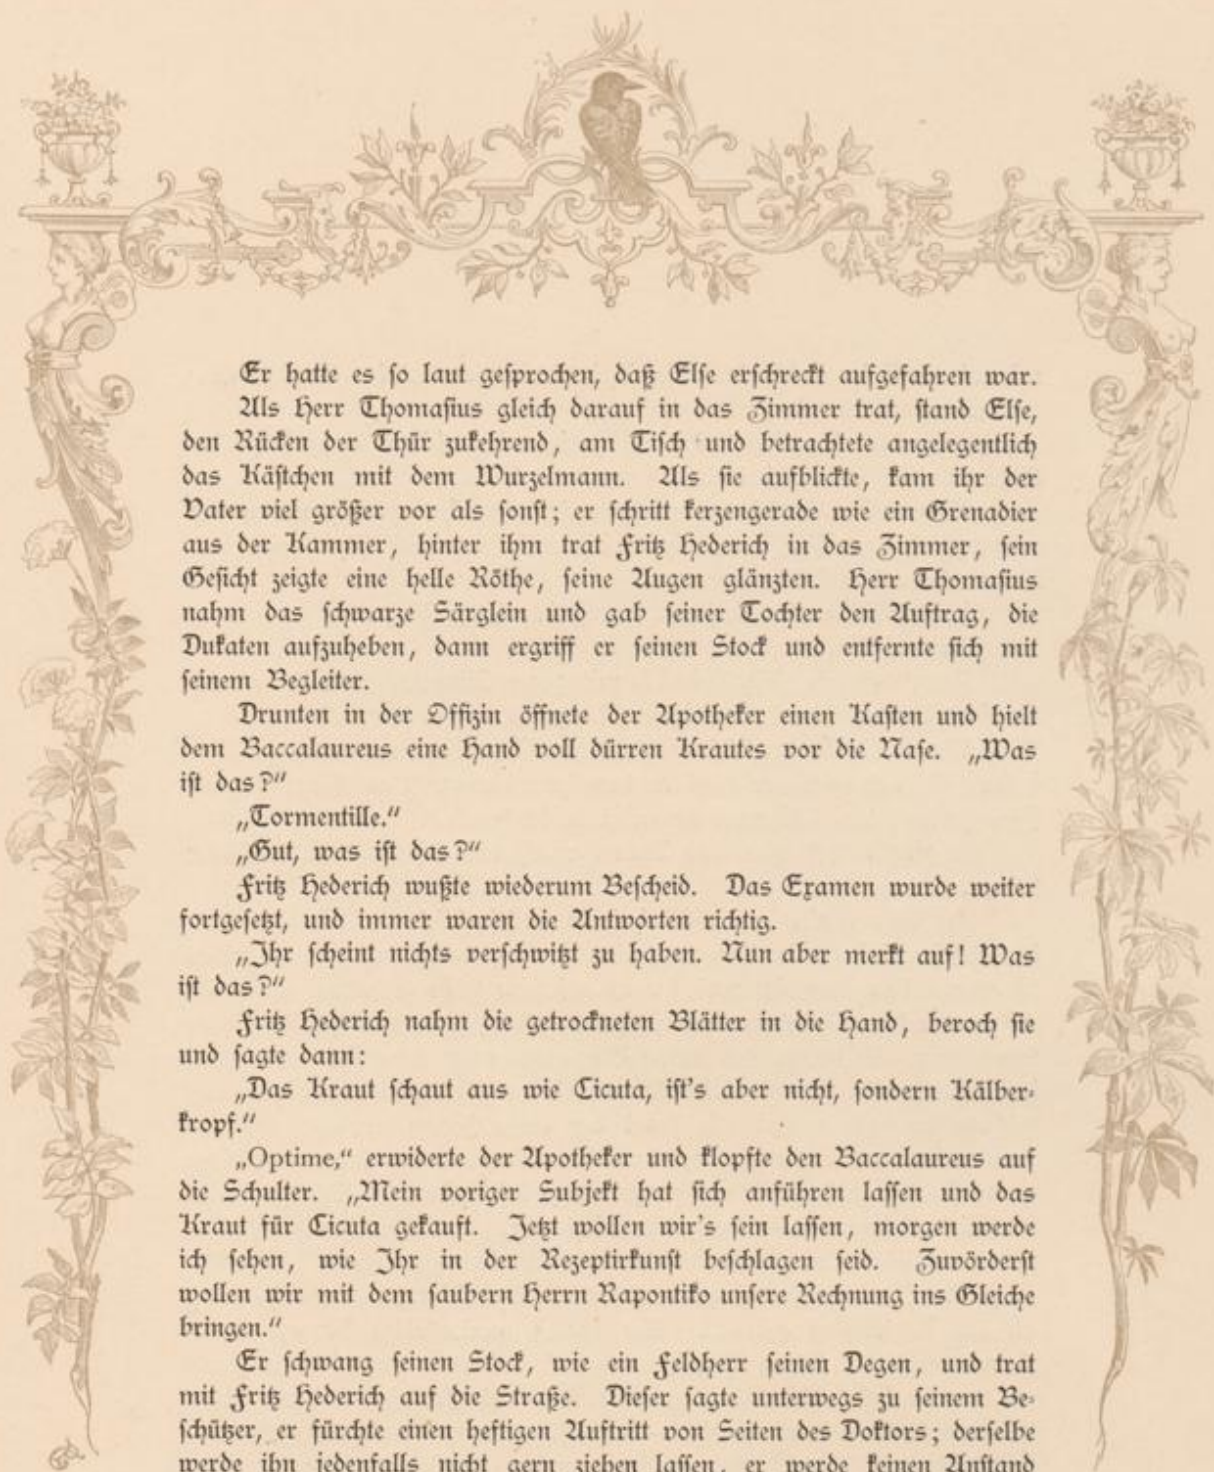 Er hatte es so laut gesprochen, daß Else erschreckt aufgefahren war.
Als Herr Thomasius gleich darauf in das Zimmer trat, stand Else,
den Rücken der Thür zukehrend, am Tisch und betrachtete angelegentlich
das Kästchen mit dem Wurzelmann. Als sie aufblickte, kam ihr der
Vater viel größer vor als sonst; er schritt kerzengerade wie ein Grenadier
aus der Kammer, hinter ihm trat Fritz Hederich in das Zimmer, sein
Gesicht zeigte eine helle Röthe, seine Augen glänzten. Herr Thomasius
nahm das schwarze Särglein und gab seiner Tochter den Auftrag, die
Dukaten aufzuheben, dann ergriff er seinen Stock und entfernte sich mit
seinem Begleiter.
Drunten in der Offizin öffnete der Apotheker einen Kasten und hielt
dem Baccalaureus eine Hand voll dürren Krautes vor die Nase. „Was
ist das?“
„Tormentille.“
„Gut, was ist das?“
Fritz Hederich wußte wiederum Bescheid. Das Examen wurde weiter
fortgesetzt, und immer waren die Antworten richtig.
„Ihr scheint nichts verschwitzt zu haben. Nun aber merkt auf! Was
ist das?“
Fritz Hederich nahm die getrockneten Blätter in die Hand, beroch sie
und sagte dann:
„Das Kraut schaut aus wie Cicuta, ist's aber nicht, sondern Kälber-
kropf.“
„Optime,“ erwiderte der Apotheker und klopfte den Baccalaureus auf
die Schulter. „Mein voriger Subjekt hat sich anführen lassen und das
Kraut für Cicuta gekauft. Jetzt wollen wir's sein lassen, morgen werde
ich sehen, wie Ihr in der Rezeptirkunst beschlagen seid. Zuvörderst
wollen wir mit dem saubern Herrn Rapontiko unsere Rechnung ins Gleiche
bringen.“
Er schwang seinen Stock, wie ein Feldherr seinen Degen, und trat
mit Fritz Hederich auf die Straße. Dieser sagte unterwegs zu seinem Be-
schützer, er fürchte einen heftigen Auftritt von Seiten des Doktors; derselbe
werde ihn jedenfalls nicht gern ziehen lassen, er werde keinen Anstand